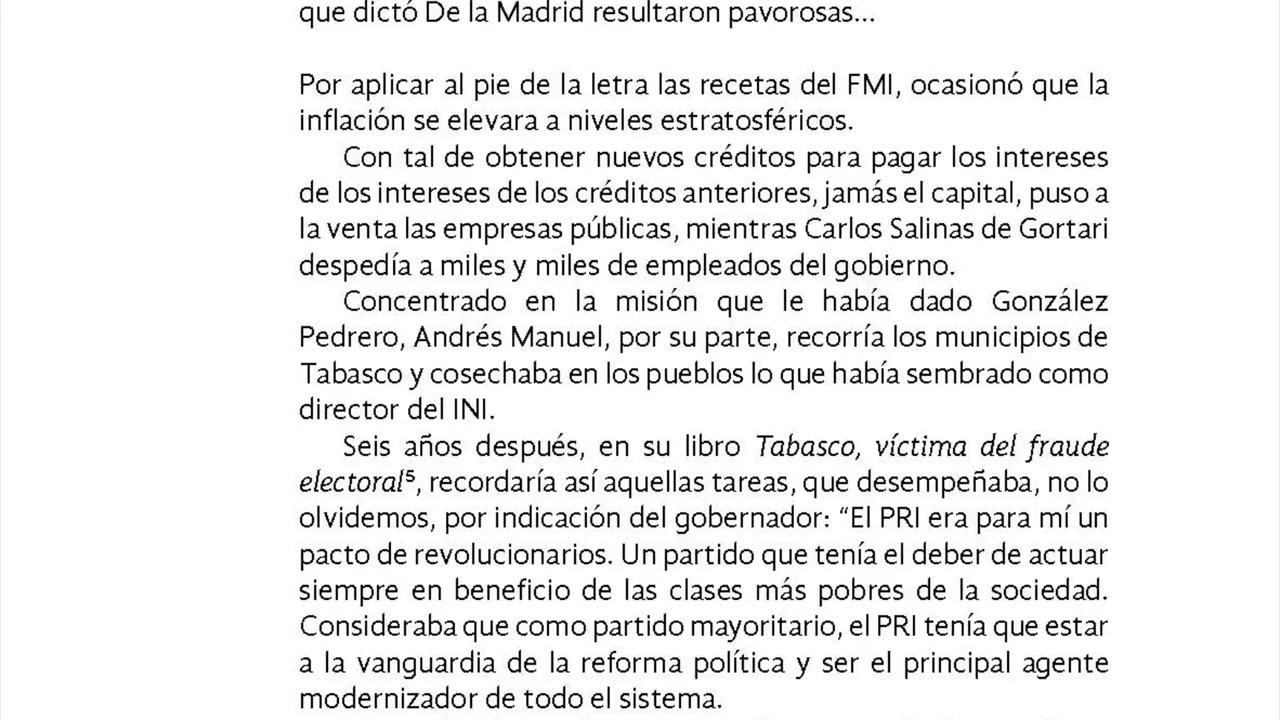 que dictó De la Madrid resultaron pavorosas...
Por aplicar al pie de la letra las recetas del FMI, ocasionó que la
inflación se elevara a niveles estratosféricos.
Con tal de obtener nuevos créditos para pagar los intereses
de los intereses de los créditos anteriores, jamás el capital, puso a
la venta las empresas públicas, mientras Carlos Salinas de Gortari
despedía a miles y miles de empleados del gobierno.
Concentrado en la misión que le había dado González
Pedrero, Andrés Manuel, por su parte, recorría los municipios de
Tabasco y cosechaba en los pueblos lo que había sembrado como
director del INI.
Seis años después, en su libro Tabasco, víctima del fraude
electoral⁵, recordaría así aquellas tareas, que desempeñaba, no lo
olvidemos, por indicación del gobernador: “El PRI era para mí un
pacto de revolucionarios. Un partido que tenía el deber de actuar
siempre en beneficio de las clases más pobres de la sociedad.
Consideraba que como partido mayoritario, el PRI tenía que estar
a la vanguardia de la reforma política y ser el principal agente
modernizador de todo el sistema.